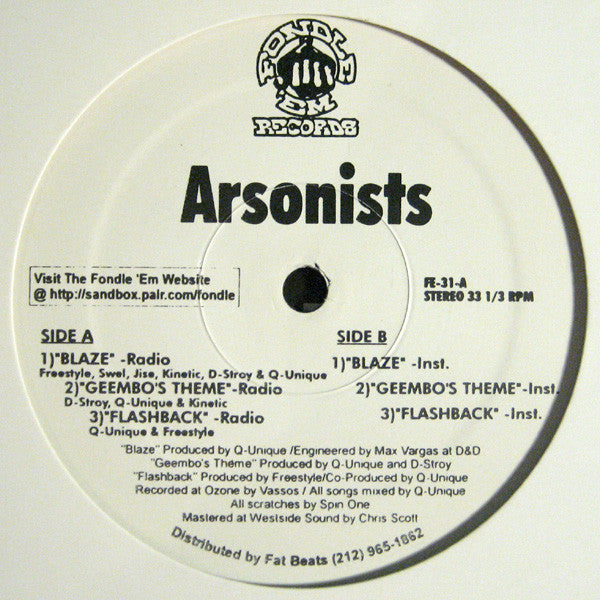 FONDLE
'EM
RECORDS
Arsonists
Visit The Fondle 'Em Website
@ http://sandbox.pair.com/fondle
FE-31-A
STEREO 33 1/3 RPM
SIDE A
1)"BLAZE" -Radio
Freestyle, Swel, Jise, Kinetic, D-Stroy & Q-Unique
2)"GEEMBO'S THEME"-Radio
D-Stroy, Q-Unique & Kinetic
3)"FLASHBACK" -Radio
Q-Unique & Freestyle
SIDE B
1)"BLAZE" -Inst.
2)"GEEMBO'S THEME"-Inst.
3)"FLASHBACK" -Inst.
"Blaze" Produced by Q-Unique /Engineered by Max Vargas at D&D
"Geembo's Theme" Produced by Q-Unique and D-Stroy
"Flashback" Produced by Freestyle/Co-Produced by Q-Unique
Recorded at Ozone by Vassos / All songs mixed by Q-Unique
All scratches by Spin One
Mastered at Westside Sound by Chris Scott
Distributed by Fat Beats (212) 965-1862